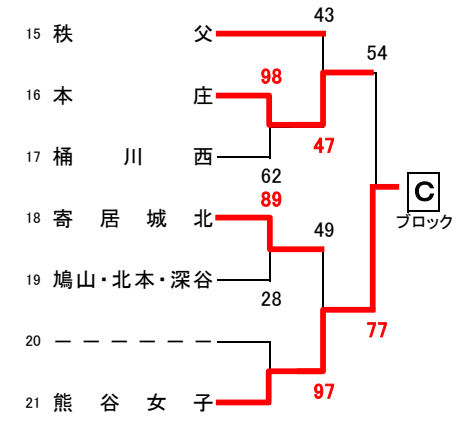 43
15 秩父
54
98
16 本庄
47
17 桶川西
62
C
89
ブロック
18 寄居城北
49
19 鳩山・北本・深谷
28
77
20 ーーーーーー
97
21 熊谷女子